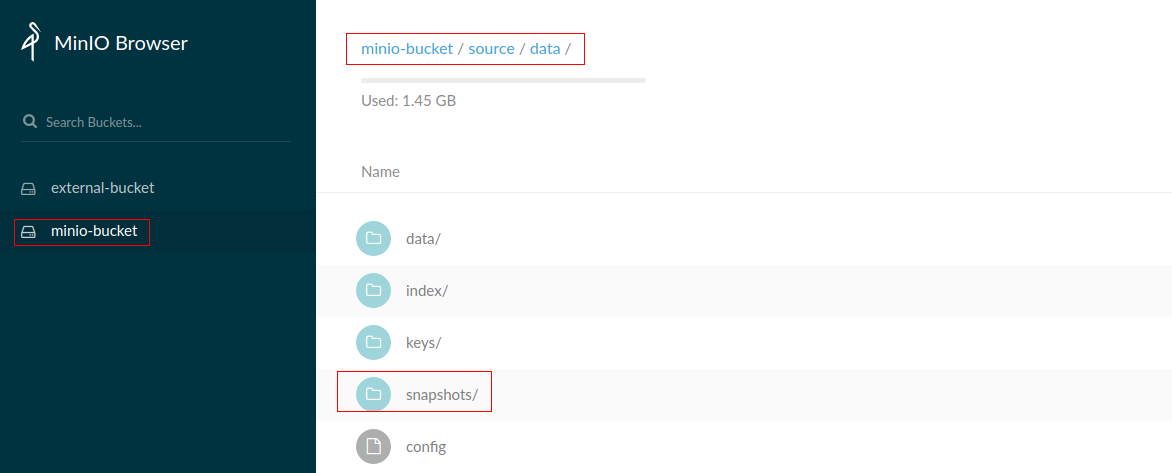 MinIO Browser
Search Buckets...
external-bucket
minio-bucket
minio-bucket / source / data /
Used: 1.45 GB
Name
data/
index/
keys/
snapshots/
config